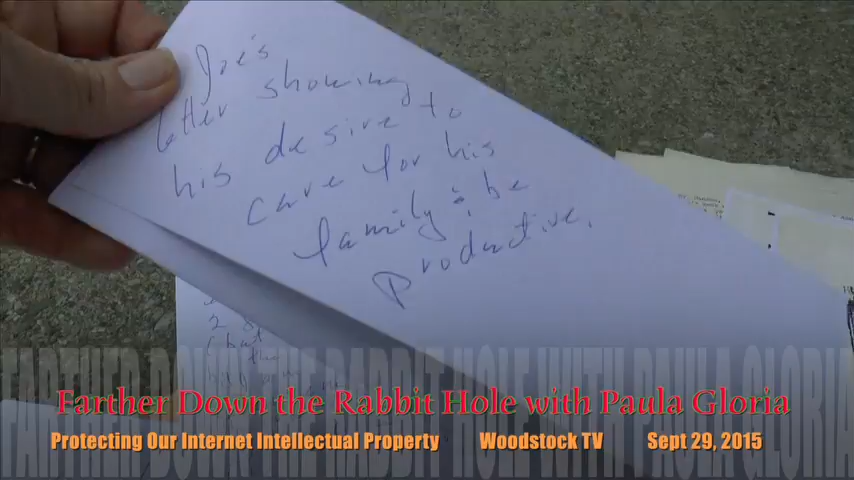 Joe's
letter showing
his desire to
care for his
family & be
productive.
Farther Down the Rabbit Hole with Paula Gloria
Protecting Our Internet Intellectual Property Woodstock TV Sept 29, 2015
FARTHER DOWN THE RABBIT HOLE WITH PAULA GLORIA